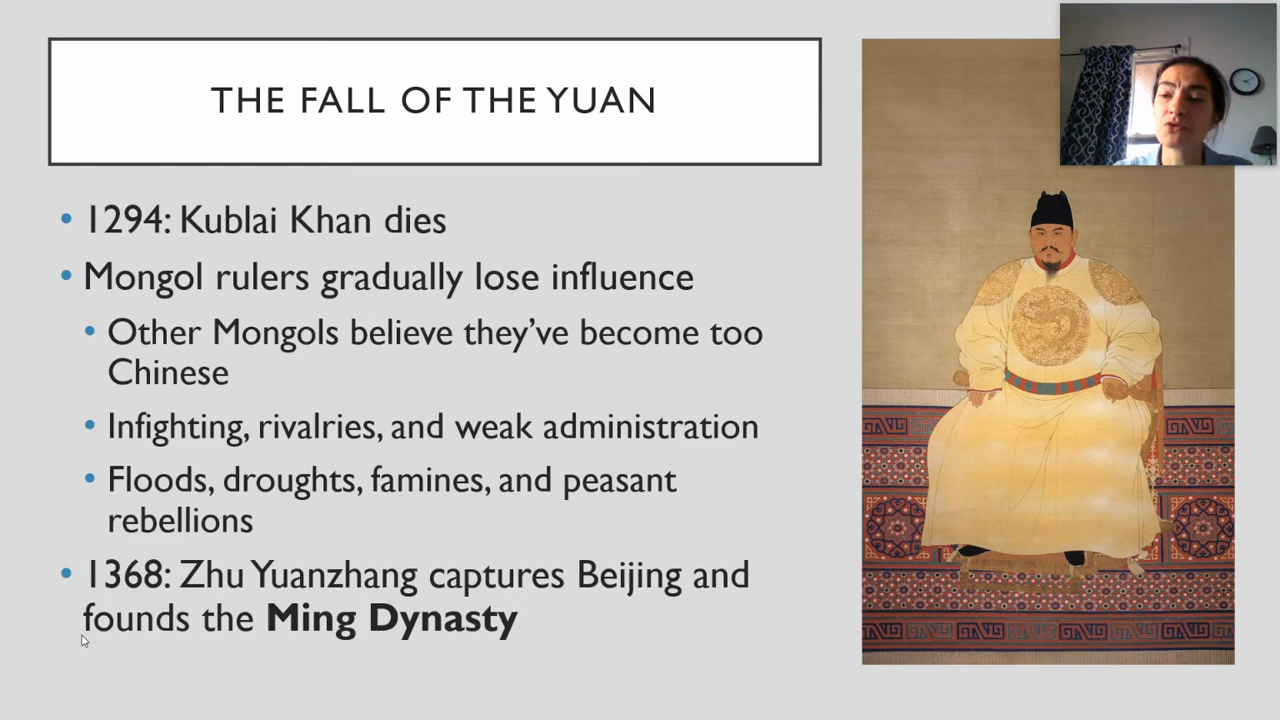 THE FALL OF THE YUAN
• 1294: Kublai Khan dies
• Mongol rulers gradually lose influence
• Other Mongols believe they’ve become too
Chinese
• Infighting, rivalries, and weak administration
• Floods, droughts, famines, and peasant
rebellions
• 1368: Zhu Yuanzhang captures Beijing and
founds the Ming Dynasty